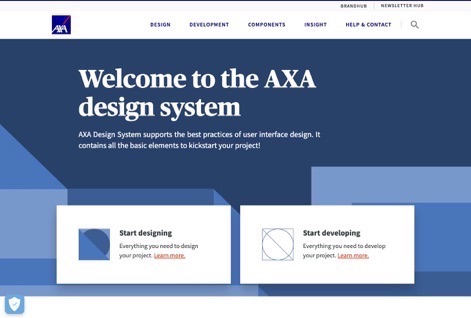 BRANDHUB
NEWSLETTER HUB
AXA
DESIGN
DEVELOPMENT
COMPONENTS
INSIGHT
HELP & CONTACT
Welcome to the AXA
design system
AXA Design System supports the best practices of user interface design. It
contains all the basic elements to kickstart your project!
Start designing
Everything you need to design
your project. Learn more.
Start developing
Everything you need to develop
your project. Learn more.